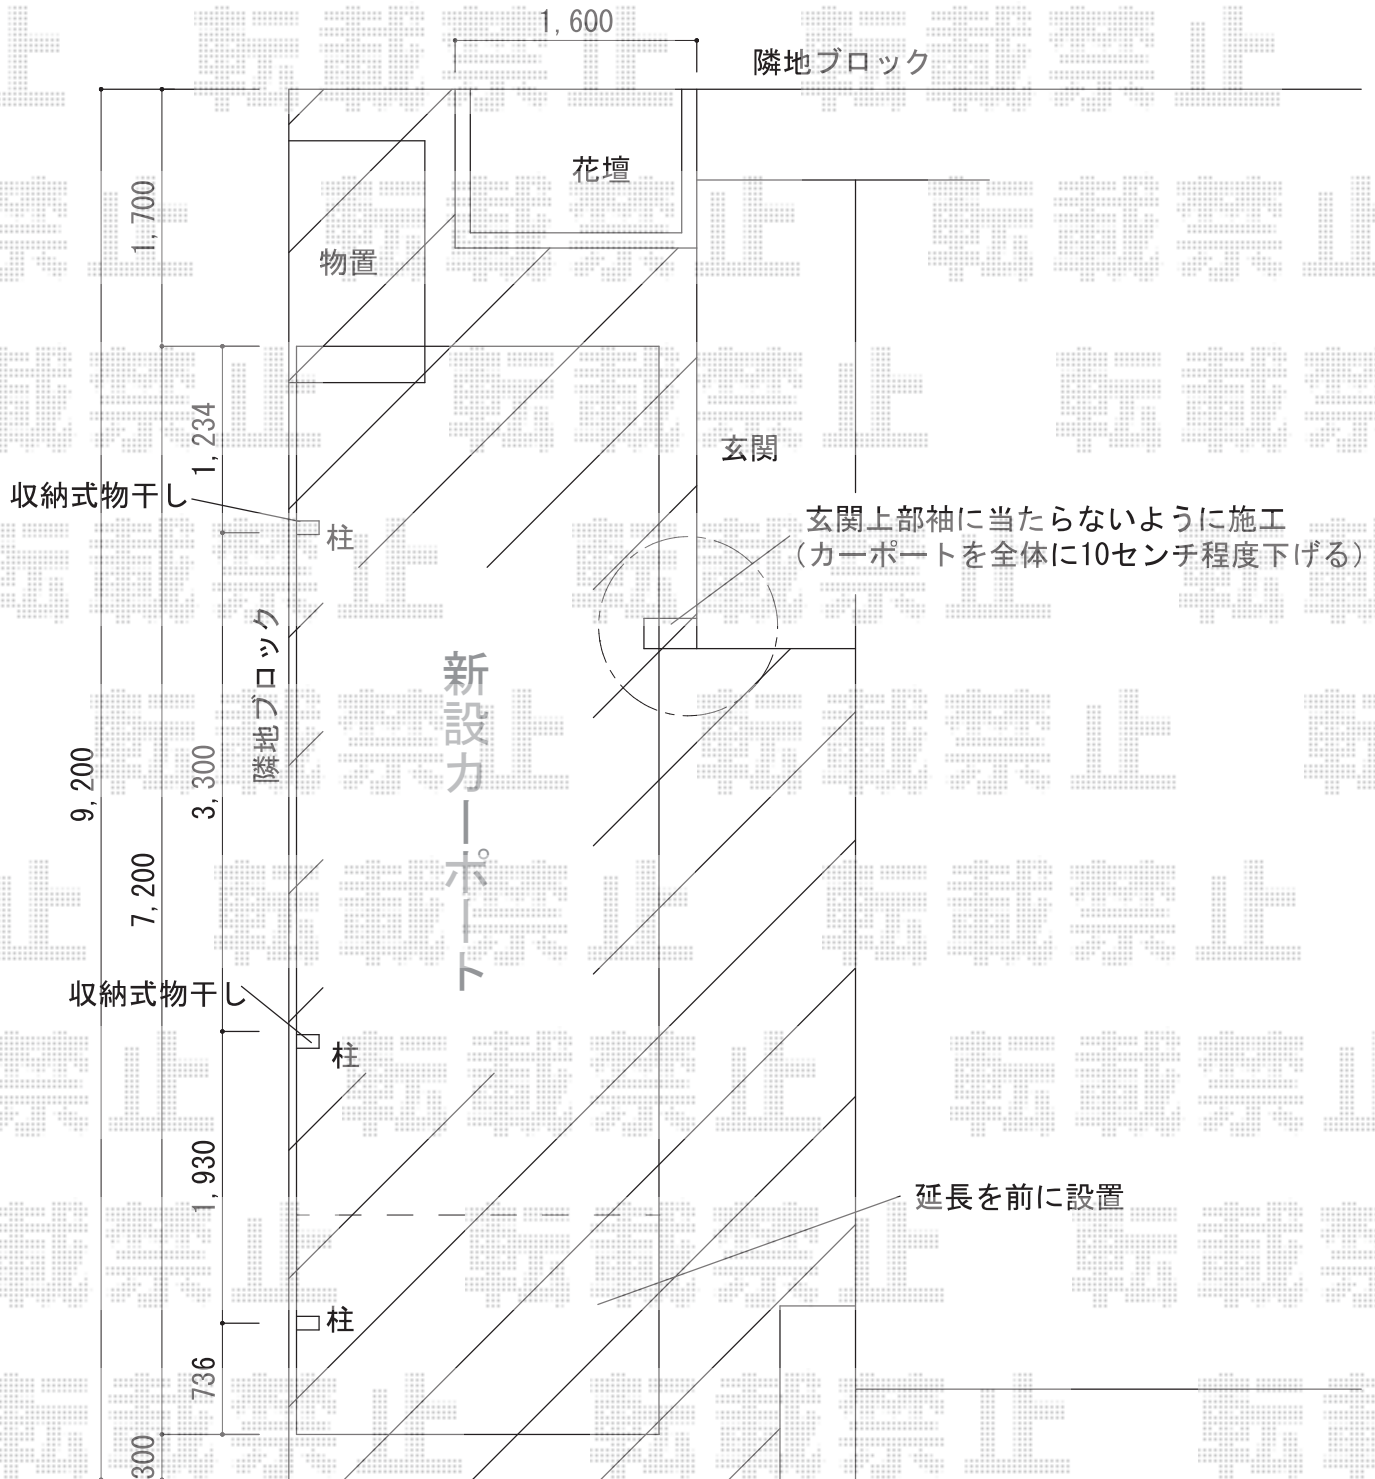 1,600
隣地ブロック
花壇
1,700
物置
1,234
玄関
収納式物干し
柱
玄関上部袖に当たらないように施工
（カーポートを全体に10センチ程度下げる）
隣地ブロック
新設カーポート
9,200
3,300
7,200
収納式物干し
柱
1,930
延長を前に設置
柱
736
300
転載禁止